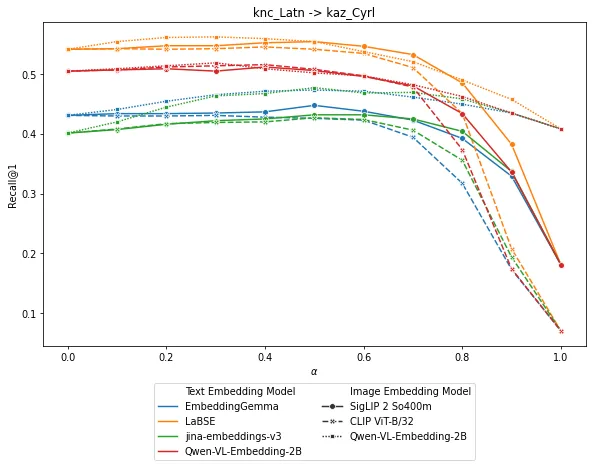 knc_Latn -> kaz_Cyrl
Recall@1
0.5
0.4
0.3
0.2
0.1
0.0 0.2 0.4 0.6 0.8 1.0
α
Text Embedding Model Image Embedding Model
EmbeddingGemma SigLIP 2 So400m
LaBSE CLIP ViT-B/32
jina-embeddings-v3 Qwen-VL-Embedding-2B
Qwen-VL-Embedding-2B